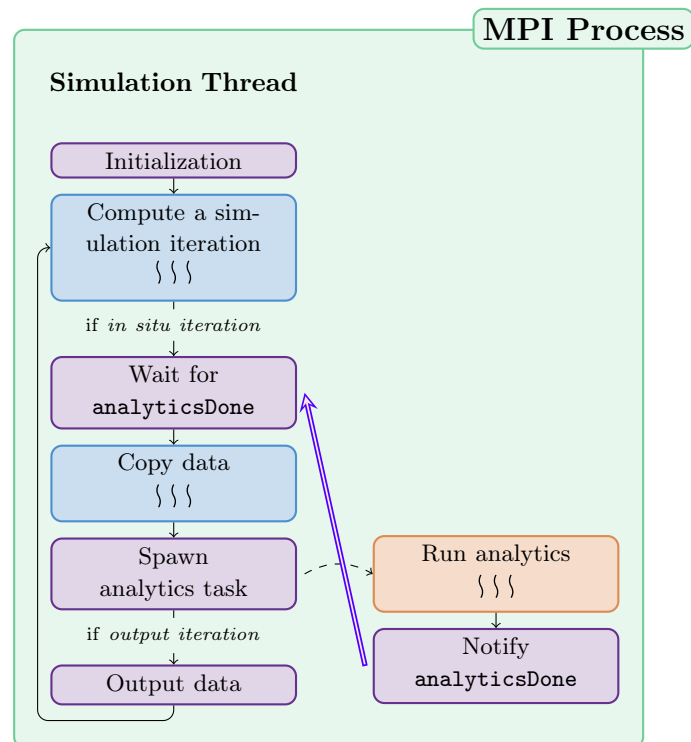 MPI Process
Simulation Thread
Initialization
Compute a sim-
ulation iteration
if in situ iteration
Wait for
analyticsDone
Copy data
Spawn
analytics task
if output iteration
Output data
Run analytics
Notify
analyticsDone